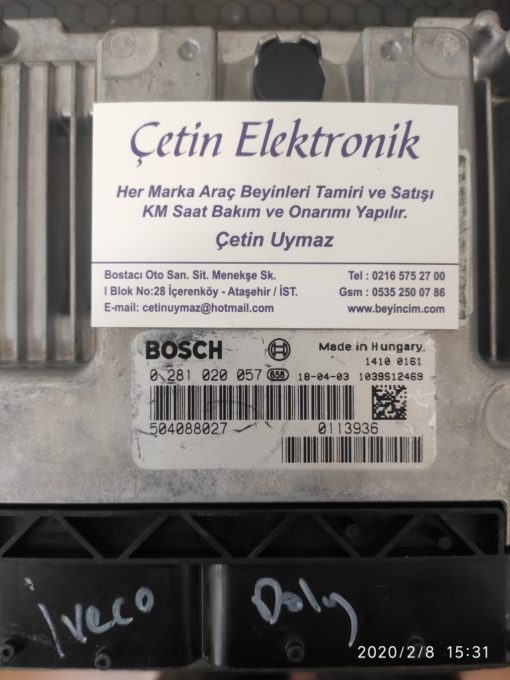 Çetin Elektronik
Her Marka Araç Beyinleri Tamiri ve Satışı
KM Saat Bakım ve Onarımı Yapılır.
Çetin Uymaz
Bostacı Oto San. Sit. Menekşe Sk. Tel : 0216 575 27 00
I Blok No:28 İçerenköy - Ataşehir / İST. Gsm : 0535 250 07 86
E-mail: cetinuymaz@hotmail.com www.beyincim.com
BOSCH Made in Hungary.
1410 0161
0 281 020 057 658 18-04-03 1039S12469
504088027 0113936
iveco Daly
2020/2/8 15:31